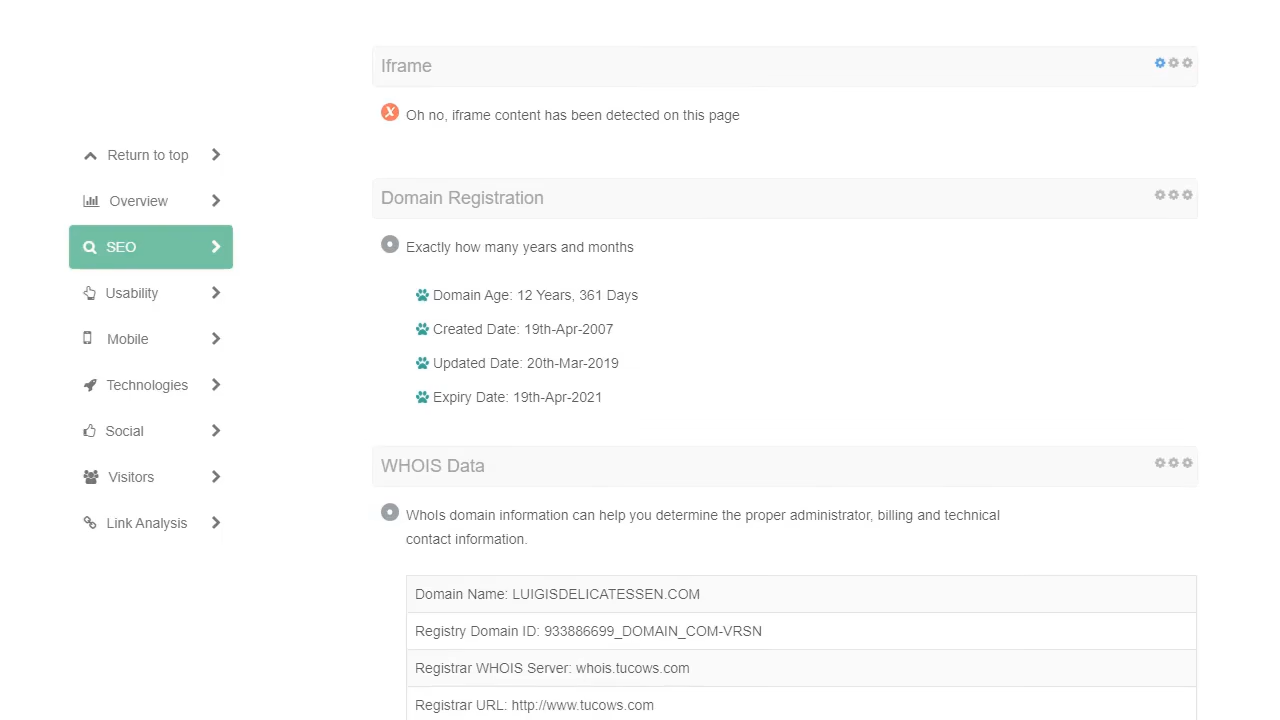 Iframe
Oh no, iframe content has been detected on this page
Return to top
Overview
SEO
Usability
Mobile
Technologies
Social
Visitors
Link Analysis
Domain Registration
Exactly how many years and months
Domain Age: 12 Years, 361 Days
Created Date: 19th-Apr-2007
Updated Date: 20th-Mar-2019
Expiry Date: 19th-Apr-2021
WHOIS Data
WhoIs domain information can help you determine the proper administrator, billing and technical
contact information.
Domain Name: LUIGISDELICATESSEN.COM
Registry Domain ID: 933886699_DOMAIN_COM-VRSN
Registrar WHOIS Server: whois.tucows.com
Registrar URL: http://www.tucows.com